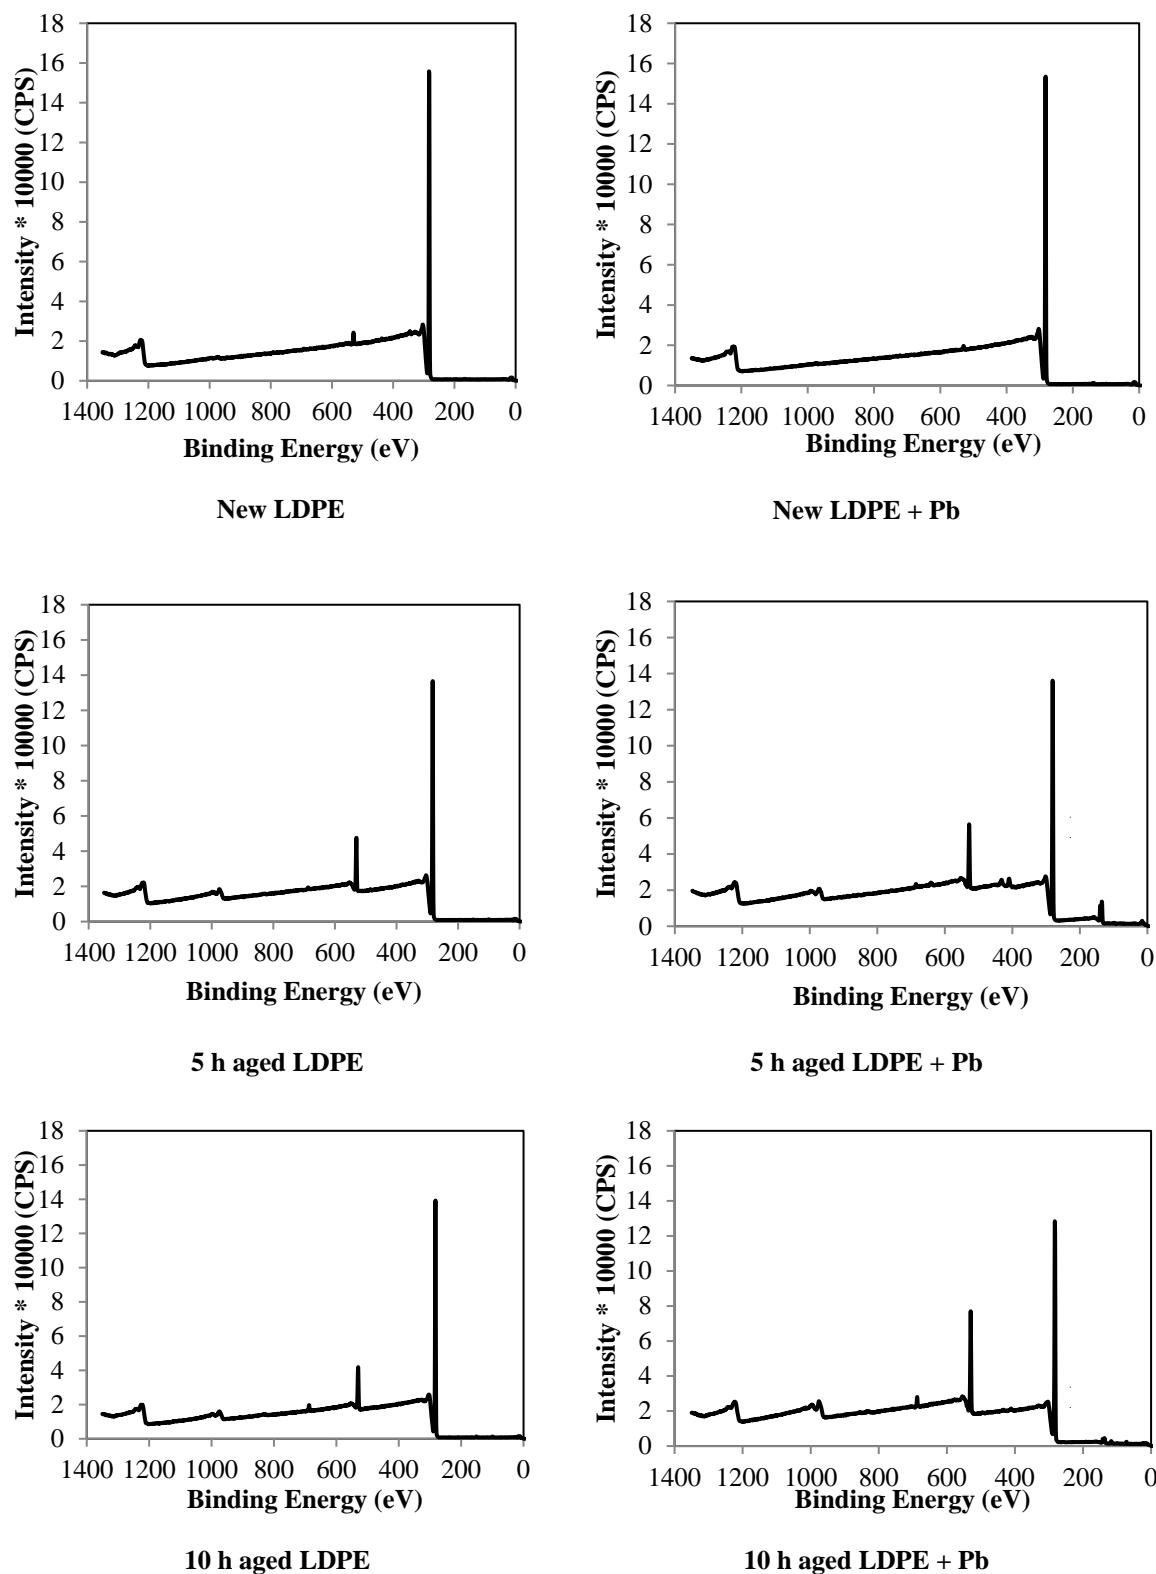 Intensity * 10000 (CPS)
18
16
14
12
10
8
6
4
2
0
1400 1200 1000 800 600 400 200 0
Binding Energy (eV)
New LDPE
Intensity * 10000 (CPS)
18
16
14
12
10
8
6
4
2
0
1400 1200 1000 800 600 400 200 0
Binding Energy (eV)
New LDPE + Pb
Intensity * 10000 (CPS)
18
16
14
12
10
8
6
4
2
0
1400 1200 1000 800 600 400 200 0
Binding Energy (eV)
5 h aged LDPE
Intensity * 10000 (CPS)
18
16
14
12
10
8
6
4
2
0
1400 1200 1000 800 600 400 200 0
Binding Energy (eV)
5 h aged LDPE + Pb
Intensity * 10000 (CPS)
18
16
14
12
10
8
6
4
2
0
1400 1200 1000 800 600 400 200 0
Binding Energy (eV)
10 h aged LDPE
Intensity * 10000 (CPS)
18
16
14
12
10
8
6
4
2
0
1400 1200 1000 800 600 400 200 0
Binding Energy (eV)
10 h aged LDPE + Pb